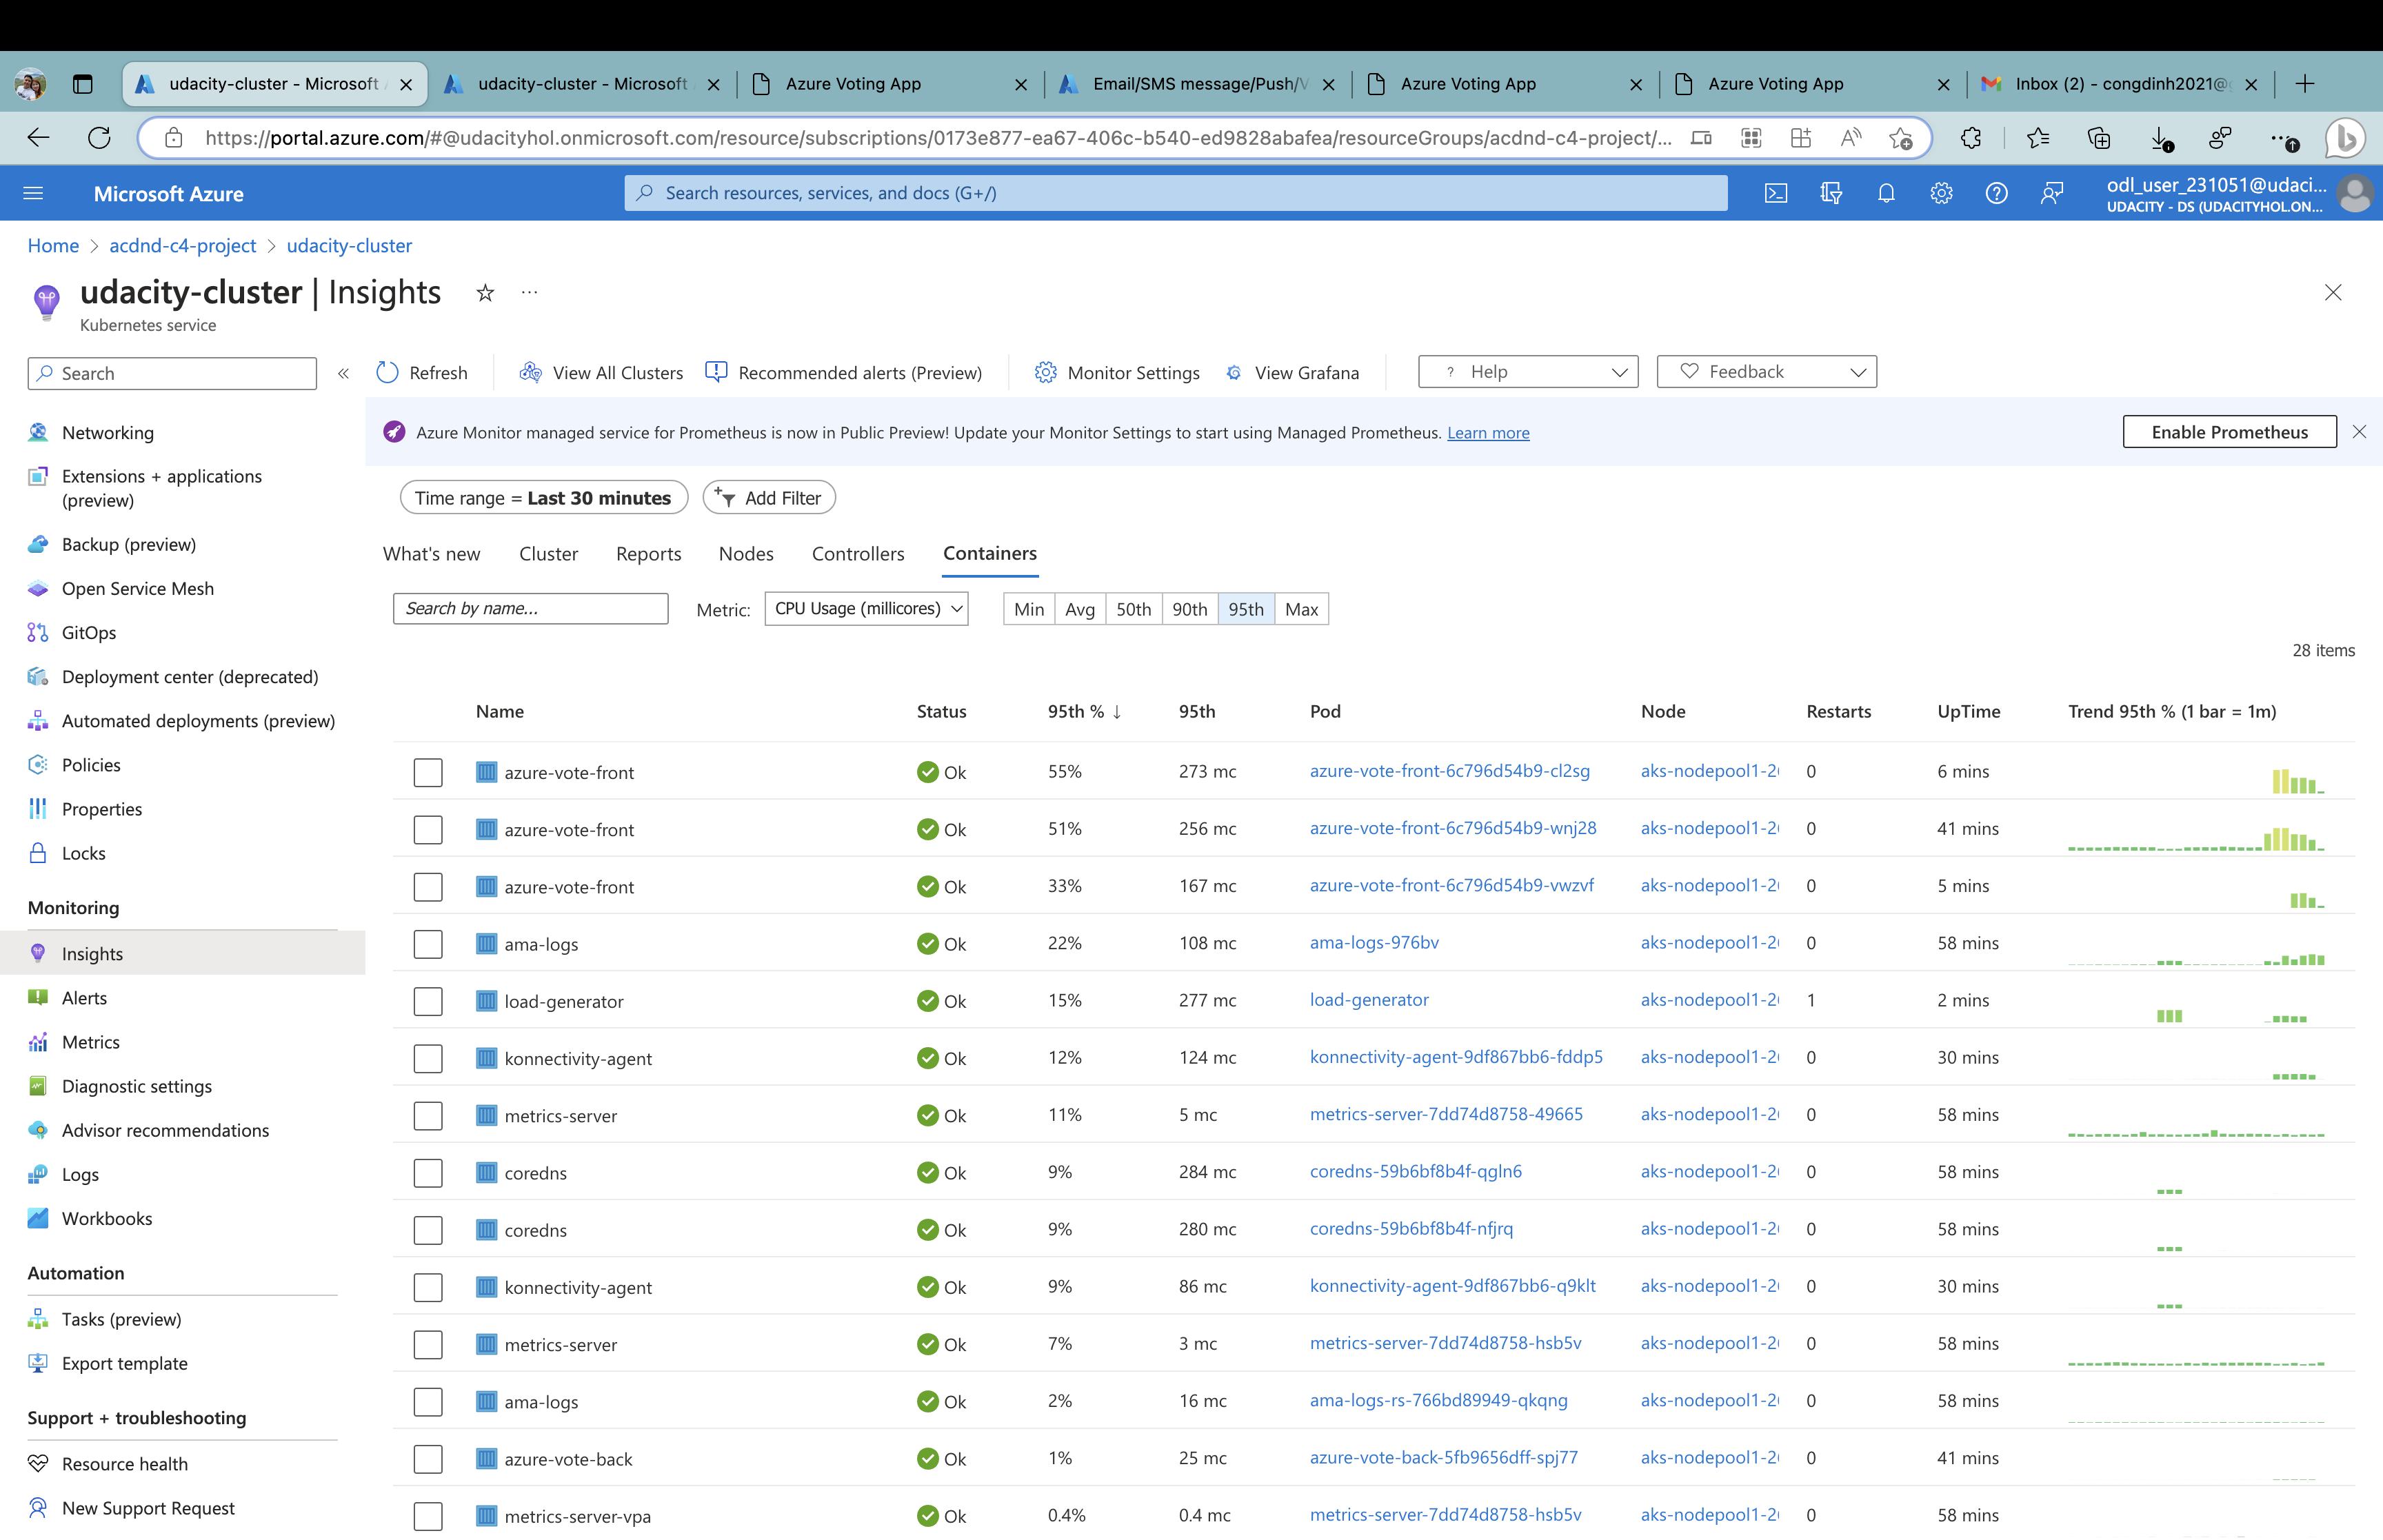 udacity-cluster - Microsoft
udacity-cluster - Microsoft
Azure Voting App
Email/SMS message/Push/V
Azure Voting App
Azure Voting App
Inbox (2) - congdinh2021@
https://portal.azure.com/#@udacityhol.onmicrosoft.com/resource/subscriptions/0173e877-ea67-406c-b540-ed9828abafea/resourceGroups/acdnd-c4-project/...
Microsoft Azure
Search resources, services, and docs (G+/)
odl_user_231051@udaci...
UDACITY - DS (UDACITYHOL.ON...
Home > acdnd-c4-project > udacity-cluster
udacity-cluster | Insights
Kubernetes service
Search
Refresh
View All Clusters
Recommended alerts (Preview)
Monitor Settings
View Grafana
? Help
Feedback
Azure Monitor managed service for Prometheus is now in Public Preview! Update your Monitor Settings to start using Managed Prometheus. Learn more
Enable Prometheus
Networking
Extensions + applications
(preview)
Backup (preview)
Open Service Mesh
GitOps
Deployment center (deprecated)
Automated deployments (preview)
Policies
Properties
Locks
Monitoring
Insights
Alerts
Metrics
Diagnostic settings
Advisor recommendations
Logs
Workbooks
Automation
Tasks (preview)
Export template
Support + troubleshooting
Resource health
New Support Request
Time range = Last 30 minutes
Add Filter
What's new Cluster Reports Nodes Controllers Containers
Search by name...
Metric: CPU Usage (millicores)
Min Avg 50th 90th 95th Max
28 items
Name Status 95th % ↓ 95th Pod Node Restarts UpTime Trend 95th % (1 bar = 1m)
azure-vote-front Ok 55% 273 mc azure-vote-front-6c796d54b9-cl2sg aks-nodepool1-2 0 6 mins
azure-vote-front Ok 51% 256 mc azure-vote-front-6c796d54b9-wnj28 aks-nodepool1-2 0 41 mins
azure-vote-front Ok 33% 167 mc azure-vote-front-6c796d54b9-vwzvf aks-nodepool1-2 0 5 mins
ama-logs Ok 22% 108 mc ama-logs-976bv aks-nodepool1-2 0 58 mins
load-generator Ok 15% 277 mc load-generator aks-nodepool1-2 1 2 mins
konnectivity-agent Ok 12% 124 mc konnectivity-agent-9df867bb6-fddp5 aks-nodepool1-2 0 30 mins
metrics-server Ok 11% 5 mc metrics-server-7dd74d8758-49665 aks-nodepool1-2 0 58 mins
coredns Ok 9% 284 mc coredns-59b6bf8b4f-qgln6 aks-nodepool1-2 0 58 mins
coredns Ok 9% 280 mc coredns-59b6bf8b4f-nfjrq aks-nodepool1-2 0 58 mins
konnectivity-agent Ok 9% 86 mc konnectivity-agent-9df867bb6-q9klt aks-nodepool1-2 0 30 mins
metrics-server Ok 7% 3 mc metrics-server-7dd74d8758-hsb5v aks-nodepool1-2 0 58 mins
ama-logs Ok 2% 16 mc ama-logs-rs-766bd89949-qkqng aks-nodepool1-2 0 58 mins
azure-vote-back Ok 1% 25 mc azure-vote-back-5fb9656dff-spj77 aks-nodepool1-2 0 41 mins
metrics-server-vpa Ok 0.4% 0.4 mc metrics-server-7dd74d8758-hsb5v aks-nodepool1-2 0 58 mins